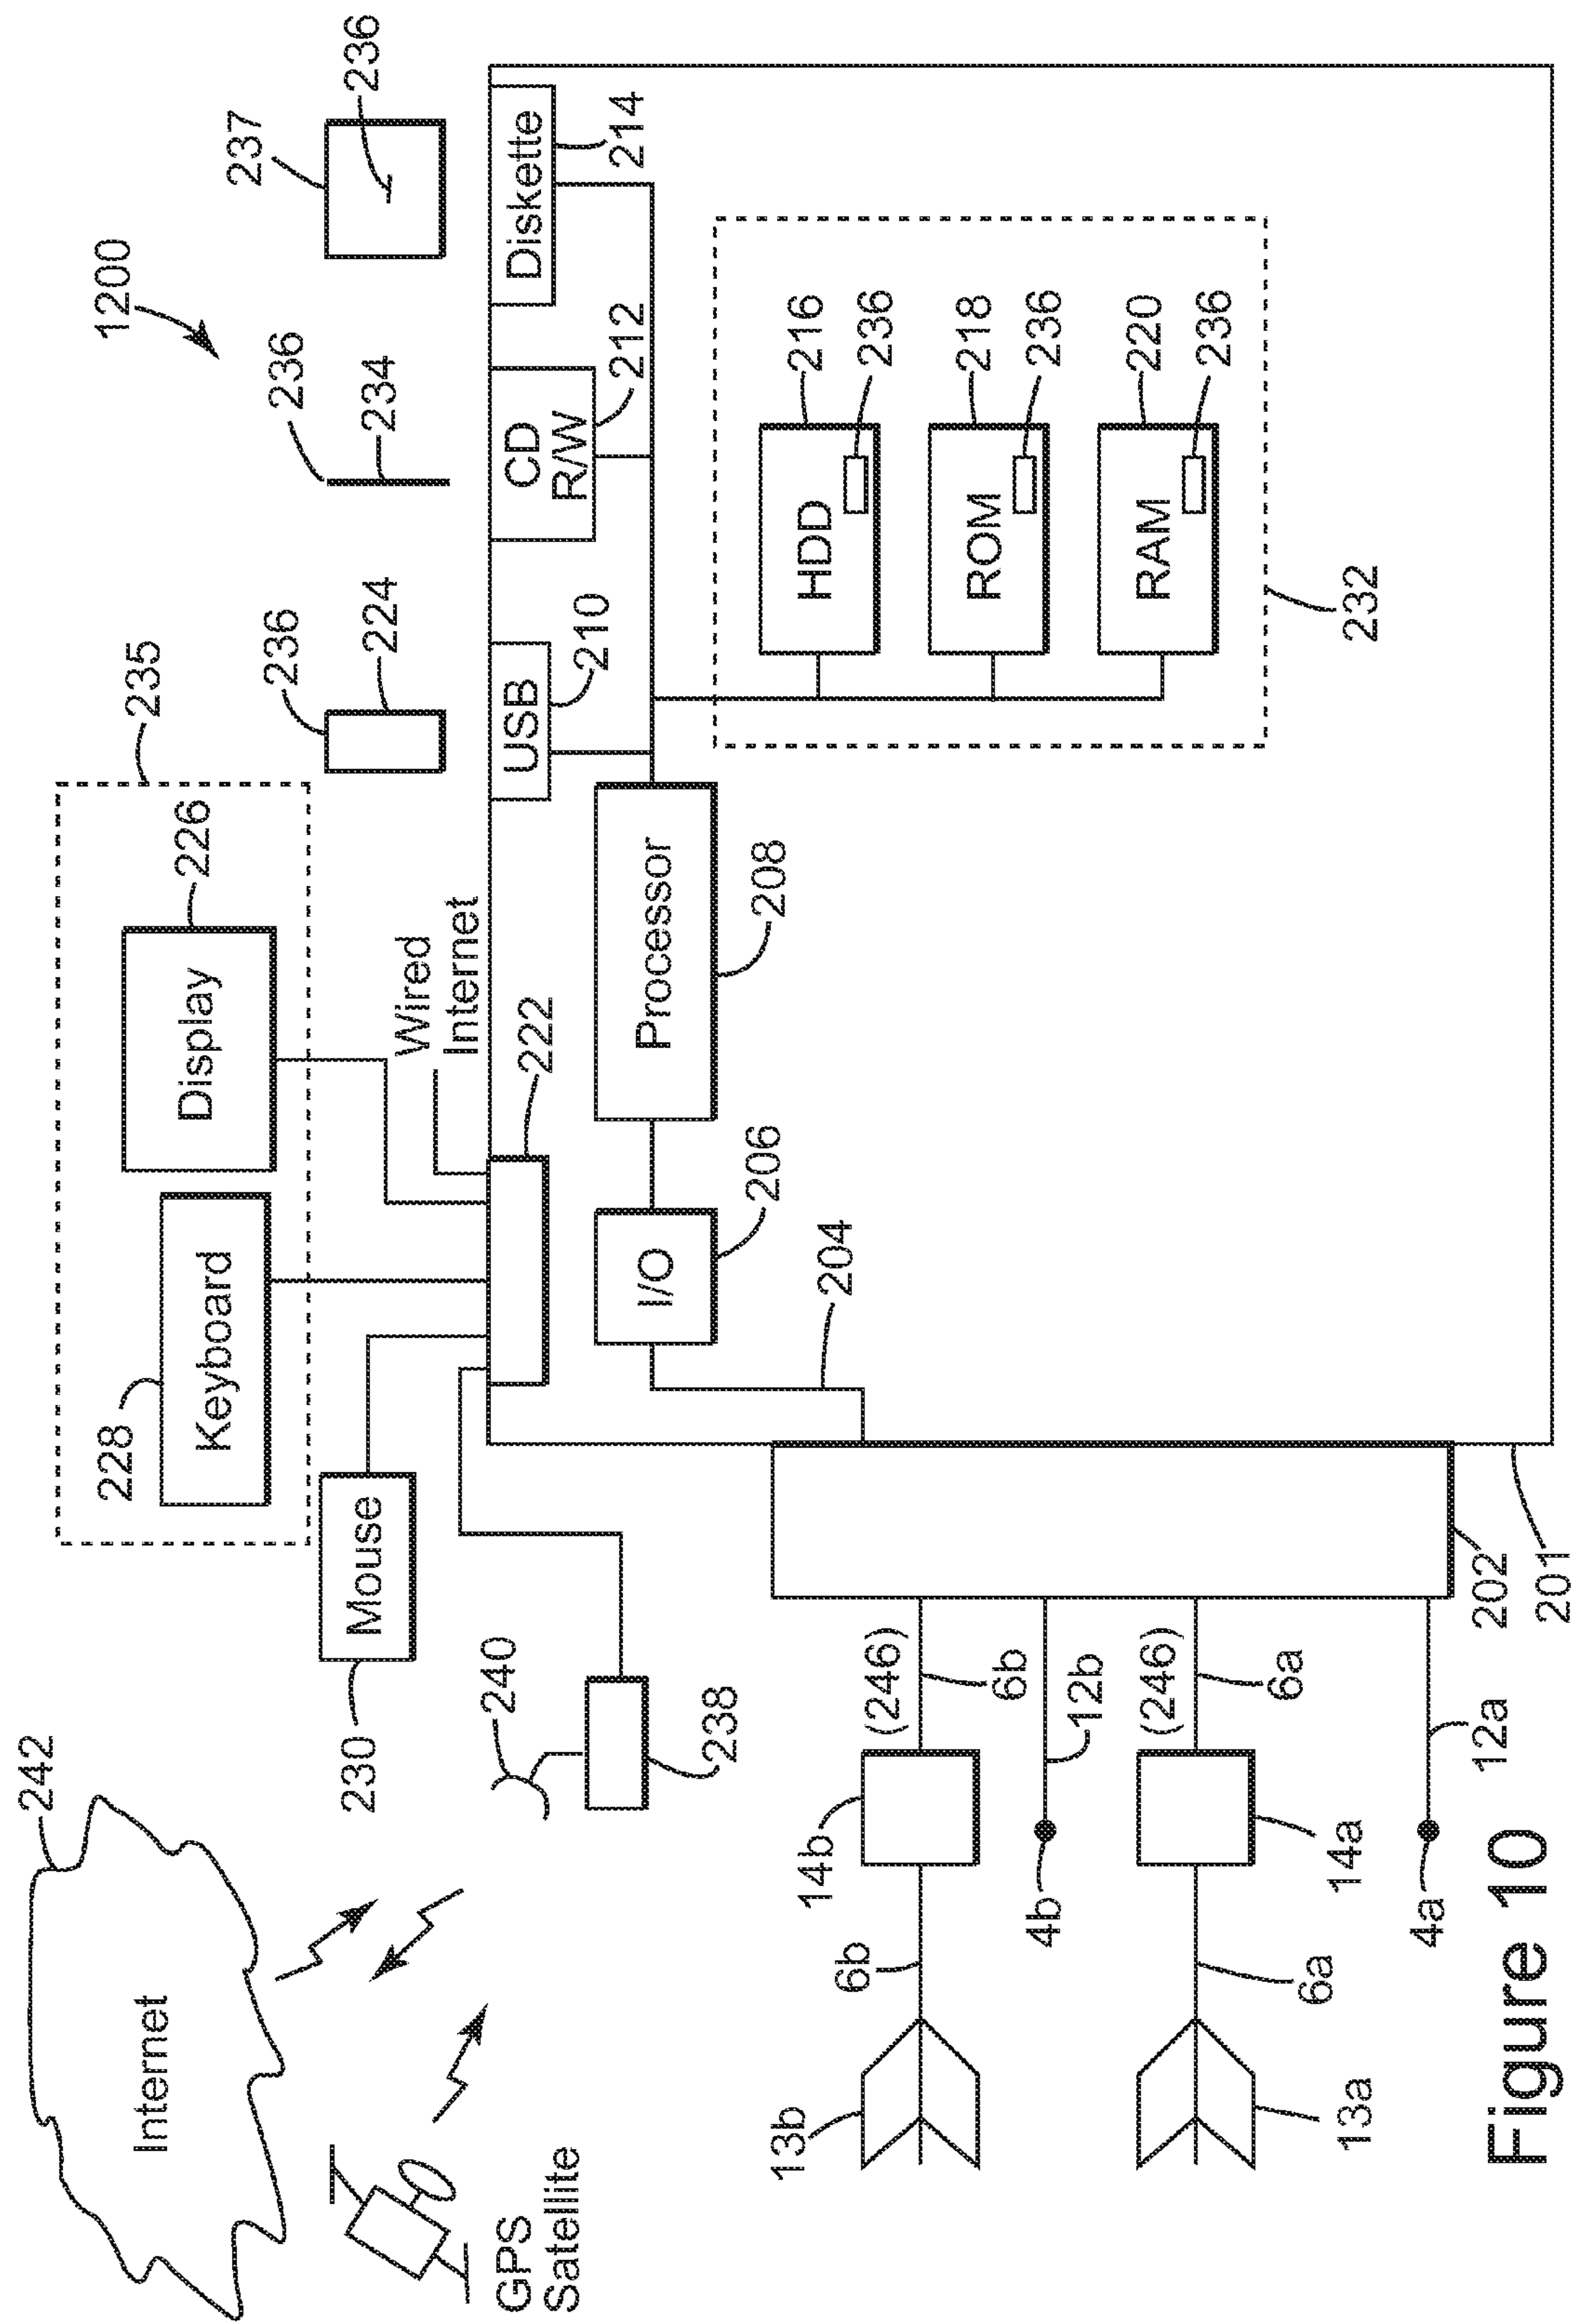 1200
242
Internet
GPS
Satellite
235
228
Keyboard
Display
226
236
224
236
234
237
236
230
Mouse
Wired
Internet
240
238
222
USB
210
CD
R/W
212
Diskette
214
I/O
206
Processor
208
204
HDD
216
236
ROM
218
236
RAM
220
236
232
13b
6b
14b
(246)
6b
4b
12b
13a
6a
14a
(246)
6a
4a
12a
202
201
Figure 10